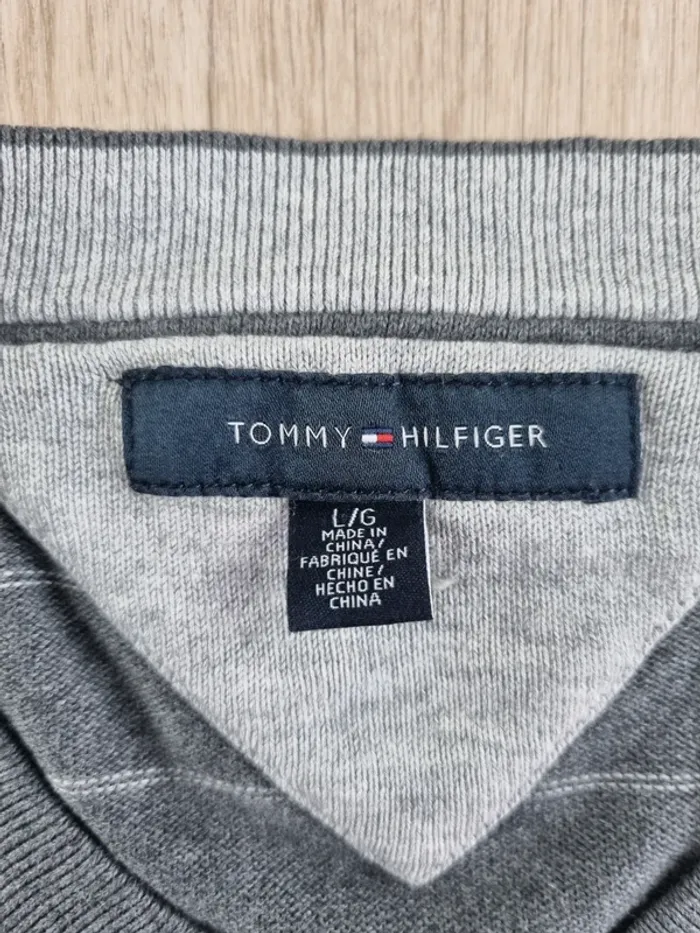 TOMMY HILFIGER
L/G
MADE IN
CHINA/
FABRIQUÉ EN
CHINE/
HECHO EN
CHINA